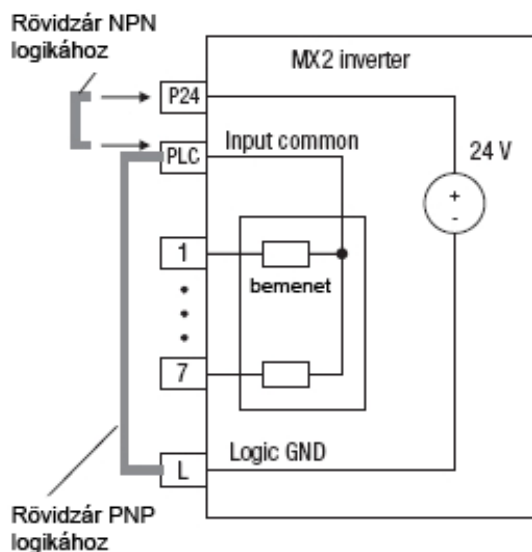 Rövidzár NPN
logikához
MX2 inverter
P24
PLC
Input common
24 V
+
-
1
bemenet
7
L
Logic GND
Rövidzár PNP
logikához